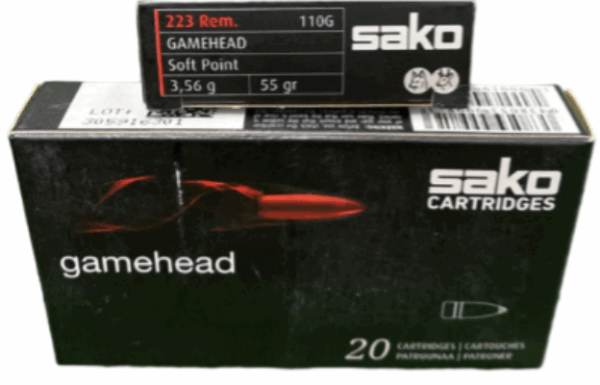 223 Rem. 110G
GAMEHEAD
Soft Point
3,56 g 55 gr
sako
LOT:
sako
CARTRIDGES
gamehead
20 CARTRIDGES | CARTOUCHES
PATRUUNAA | PATRONER